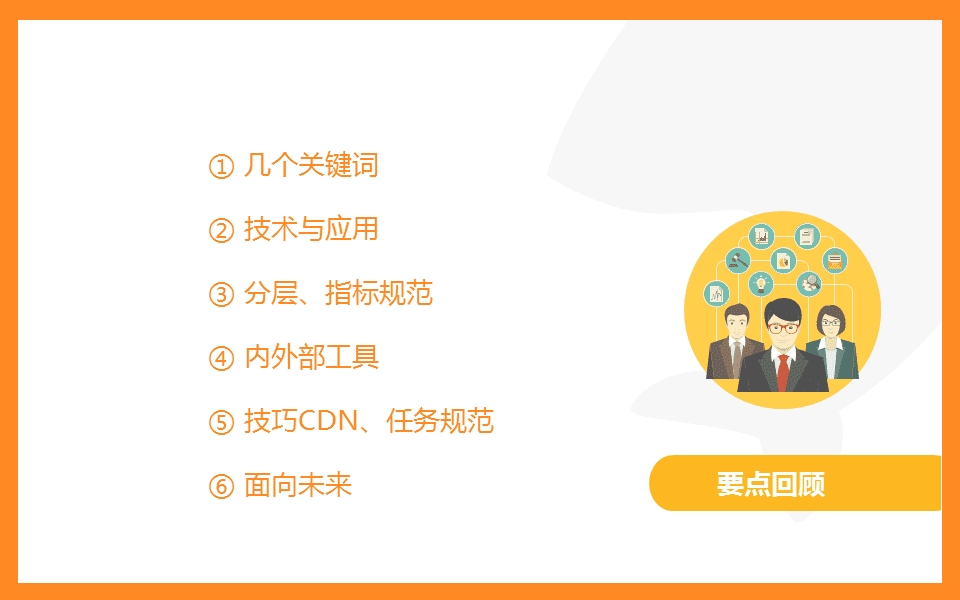 ① 几个关键词
② 技术与应用
③ 分层、指标规范
④ 内外部工具
⑤ 技巧CDN、任务规范
⑥ 面向未来
要点回顾